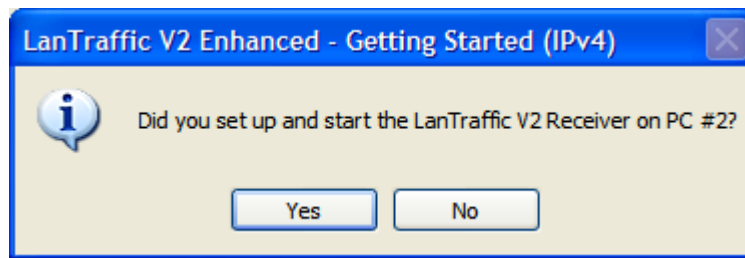 LanTraffic V2 Enhanced - Getting Started (IPv4)
Did you set up and start the LanTraffic V2 Receiver on PC #2?
Yes
No